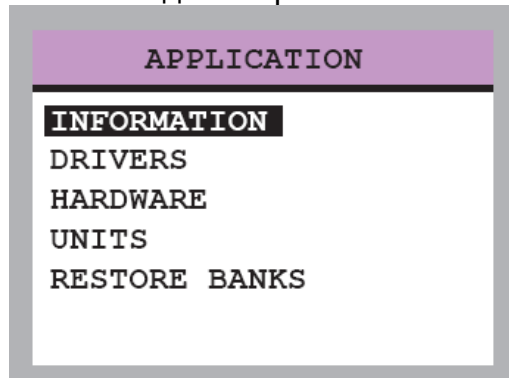 APPLICATION
INFORMATION
DRIVERS
HARDWARE
UNITS
RESTORE BANKS